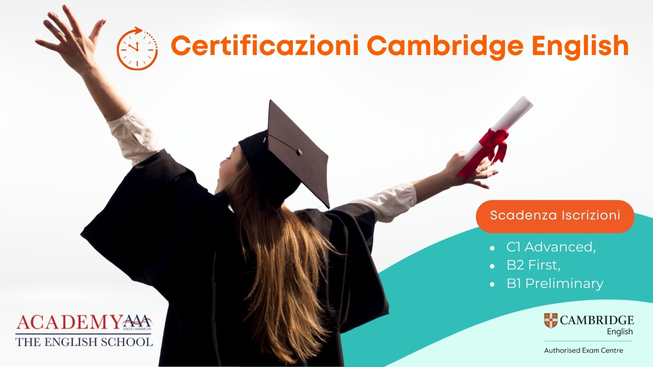 Certificazioni Cambridge English
Scadenza Iscrizioni
• C1 Advanced,
• B2 First,
• B1 Preliminary
ACADEMY AAA
THE ENGLISH SCHOOL
CAMBRIDGE
English
Authorised Exam Centre